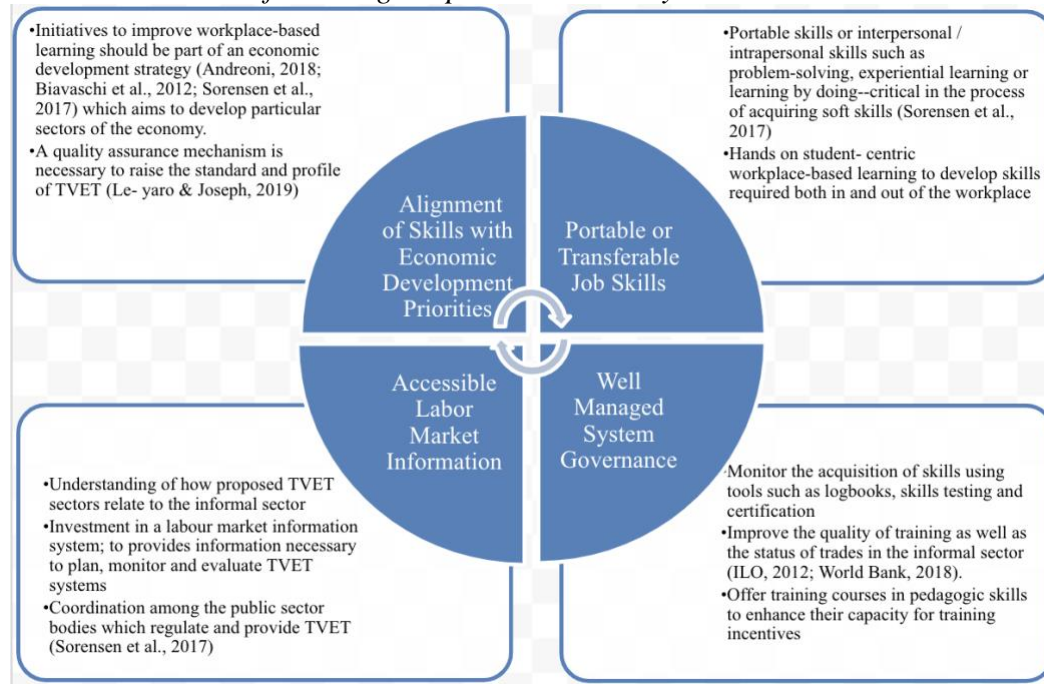 •Initiatives to improve workplace-based
learning should be part of an economic
development strategy (Andreoni, 2018;
Biavaschi et al., 2012; Sorensen et al.,
2017) which aims to develop particular
sectors of the economy.
•A quality assurance mechanism is
necessary to raise the standard and profile
of TVET (Le- yaro & Joseph, 2019)
•Portable skills or interpersonal /
intrapersonal skills such as
problem-solving, experiential learning or
learning by doing--critical in the process
of acquiring soft skills (Sorensen et al.,
2017)
•Hands on student- centric
workplace-based learning to develop skills
required both in and out of the workplace
Alignment
of Skills with
Economic
Development
Priorities
Portable or
Transferable
Job Skills
Accessible
Labor
Market
Information
Well
Managed
System
Governance
•Understanding of how proposed TVET
sectors relate to the informal sector
•Investment in a labour market information
system; to provides information necessary
to plan, monitor and evaluate TVET
systems
•Coordination among the public sector
bodies which regulate and provide TVET
(Sorensen et al., 2017)
•Monitor the acquisition of skills using
tools such as logbooks, skills testing and
certification
•Improve the quality of training as well as
the status of trades in the informal sector
(ILO, 2012; World Bank, 2018).
•Offer training courses in pedagogic skills
to enhance their capacity for training
incentives